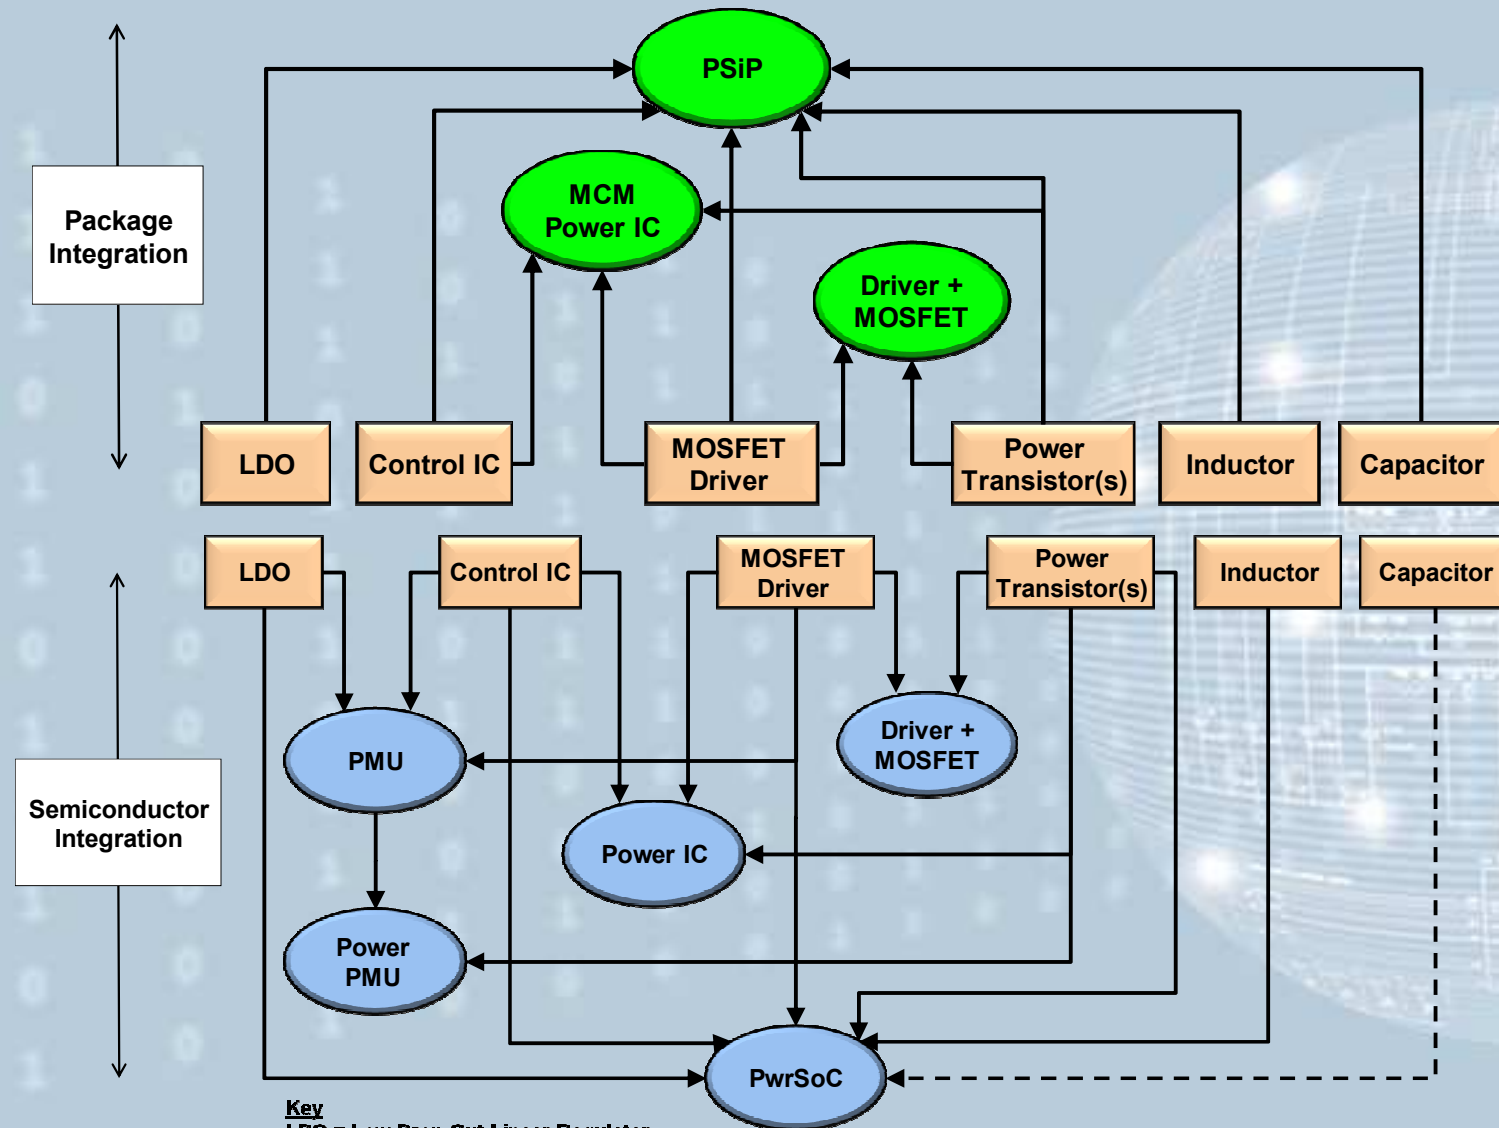 PSiP
MCM
Power IC
Package
Integration
Driver +
MOSFET
LDO
Control IC
MOSFET
Driver
Power
Transistor(s)
Inductor
Capacitor
LDO
Control IC
MOSFET
Driver
Power
Transistor(s)
Inductor
Capacitor
PMU
Driver +
MOSFET
Semiconductor
Integration
Power IC
Power
PMU
PwrSoC
Key